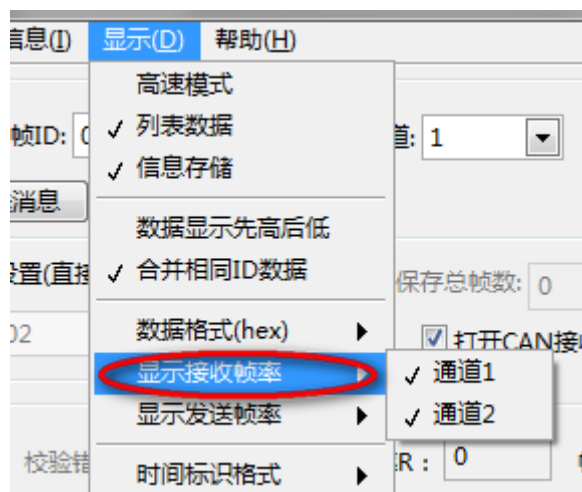 信息(I) 显示(D) 帮助(H)
高速模式
帧ID: 0 ✓ 列表数据 道: 1
✓ 信息存储
消息
数据显示先高后低
设置(直接 ✓ 合并相同ID数据 保存总帧数: 0
02 数据格式(hex) 打开CAN接收
显示接收帧率 ✓ 通道1
显示发送帧率 ✓ 通道2
校验错 时间标识格式 ER: 0